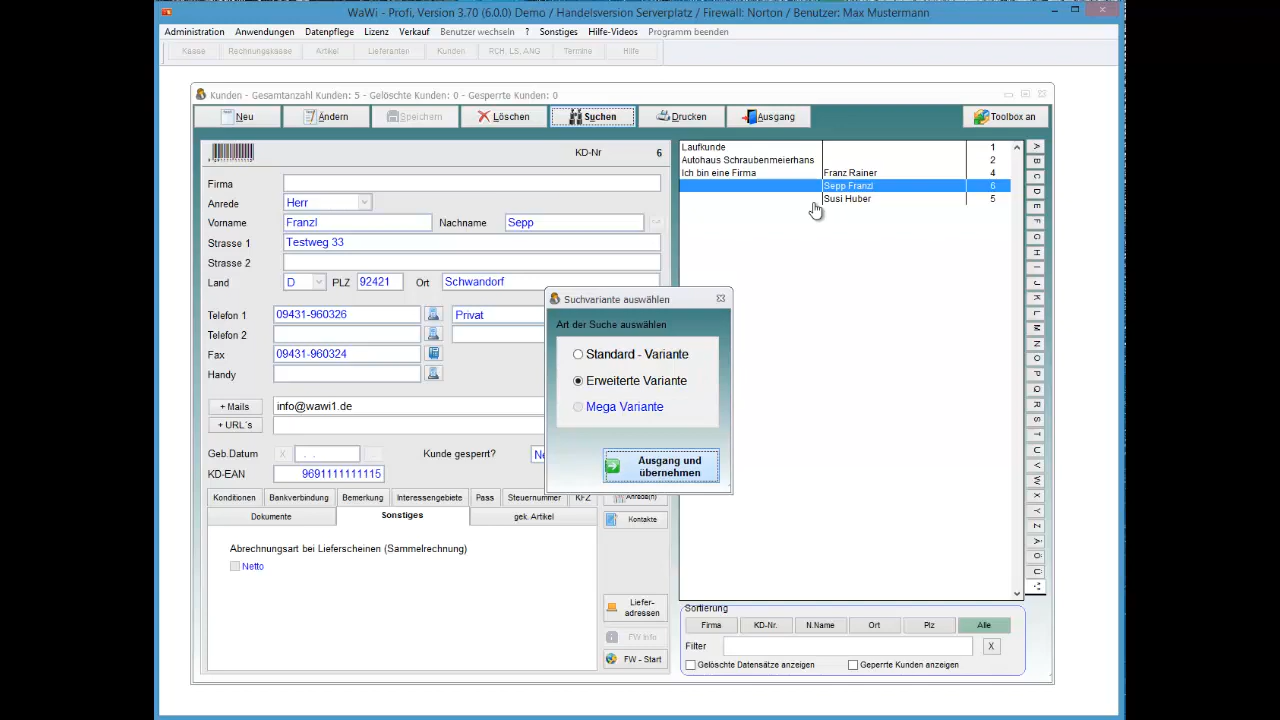 WaWi - Profi, Version 3.70 (6.0.0) Demo / Handelsversion Serverplatz / Firewall: Norton / Benutzer: Max Mustermann
Administration Anwendungen Datenpflege Lizenz Verkauf Benutzer wechseln ? Sonstiges Hilfe-Videos Programm beenden
Kasse Rechnungskasse Artikel Lieferanten Kunden RCH, LS, ANG Termine Hilfe
Kunden - Gesamtanzahl Kunden: 5 - Gelöschte Kunden: 0 - Gesperrte Kunden: 0
Neu Ändern Speichern Löschen Suchen Drucken Ausgang Toolbox an
KD-Nr 6
Firma
Anrede Herr
Vorname Franzl Nachname Sepp
Strasse 1 Testweg 33
Strasse 2
Land D PLZ 92421 Ort Schwandorf
Telefon 1 09431-960326 Privat
Telefon 2
Fax 09431-960324
Handy
+ Mails info@wawi1.de
+ URL´s
Geb.Datum X . . Kunde gesperrt? Ne
KD-EAN 9691111111115
Konditionen Bankverbindung Bemerkung Interessengebiete Pass Steuernummer KFZ
Dokumente Sonstiges gek. Artikel
Abrechnungsart bei Lieferscheinen (Sammelrechnung)
Netto
Anrede(n)
Kontakte
Liefer-
adressen
FW Info
FW - Start
Suchvariante auswählen
Art der Suche auswählen
Standard - Variante
Erweiterte Variante
Mega Variante
Ausgang und
übernehmen
Laufkunde 1
Autohaus Schraubenmeierhans 2
Ich bin eine Firma Franz Rainer 4
Sepp Franzl 6
Susi Huber 5
A
B
C
D
E
F
G
H
I
J
K
L
M
N
O
P
Q
R
S
T
U
V
W
X
Y
Z
Ä
Ö
Ü
Sortierung
Firma KD-Nr. N.Name Ort Plz Alle
Filter X
Gelöschte Datensätze anzeigen Geperrte Kunden anzeigen